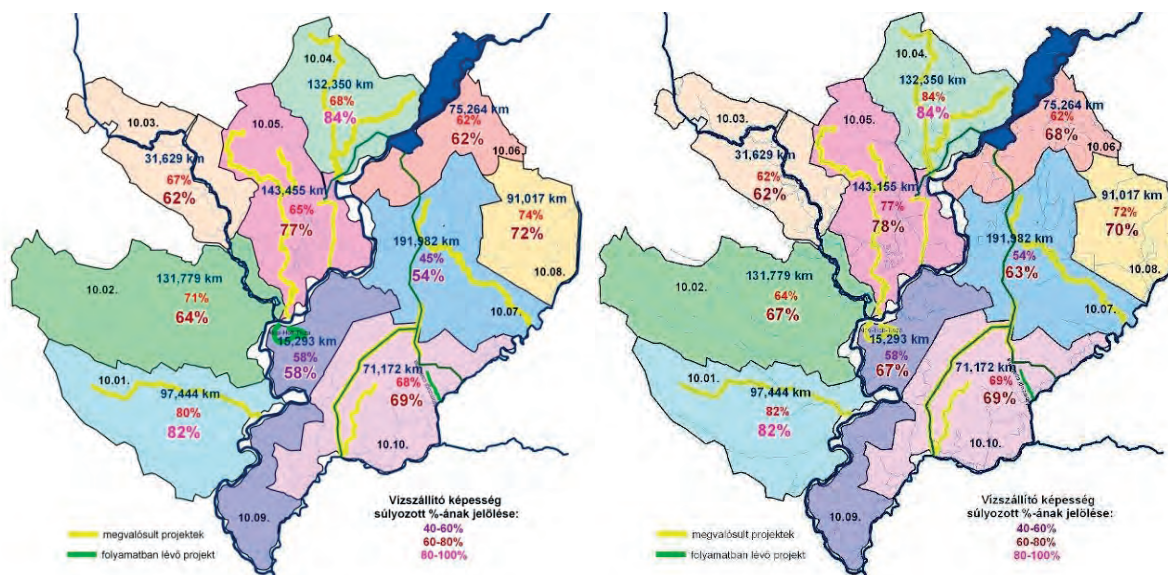 10.04.
132,350 km
68%
84%
75,264 km
62%
62%
10.03.
10.05.
10.06.
31,629 km
67%
62%
143,455 km
65%
77%
91,017 km
74%
72%
191,982 km
45%
54%
10.08.
10.02.
131,779 km
71%
64%
10.07.
15,293 km
58%
58%
10.01.
97,444 km
80%
82%
71,172 km
68%
69%
10.10.
10.09.
Vízszállító képesség
súlyozott %-ának jelölése:
40-60%
60-80%
80-100%
megvalósult projektek
folyamatban lévő projekt
10.04.
132,350 km
84%
84%
75,264 km
62%
68%
10.03.
10.05.
10.06.
31,629 km
62%
62%
143,155 km
77%
78%
91,017 km
72%
70%
191,982 km
54%
63%
10.08.
10.02.
131,779 km
64%
67%
10.07.
15,293 km
58%
67%
10.01.
97,444 km
82%
82%
71,172 km
69%
69%
10.10.
10.09.
Vízszállító képesség
súlyozott %-ának jelölése:
40-60%
60-80%
80-100%
megvalósult projektek
folyamatban lévő projekt